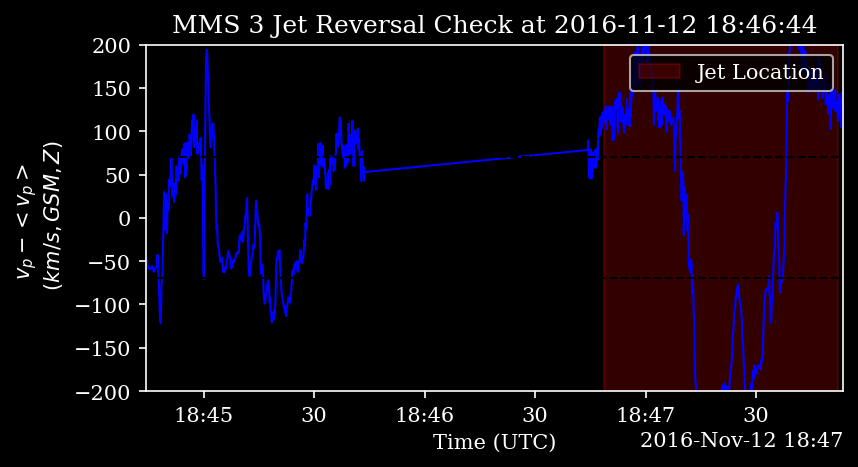 MMS 3 Jet Reversal Check at 2016-11-12 18:46:44
Jet Location
v_p - < v_p >
(km/s, GSM, Z)
200
150
100
50
0
−50
−100
−150
−200
18:45 30 18:46 30 18:47 30
Time (UTC) 2016-Nov-12 18:47